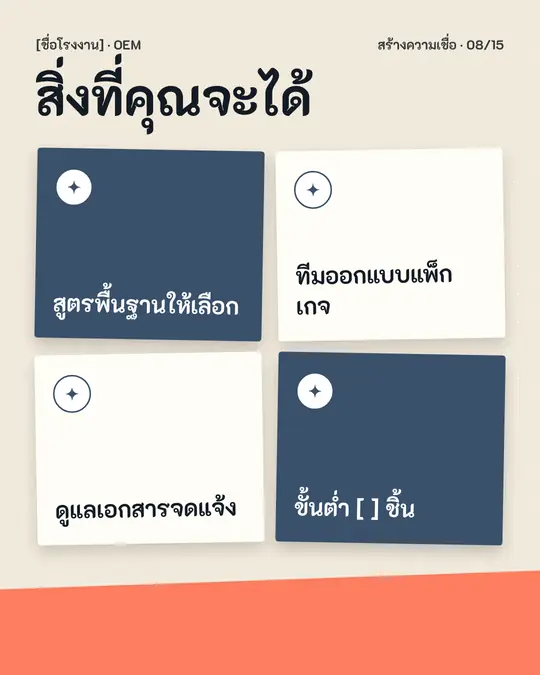 [ชื่อโรงงาน] · OEM
สร้างความเชื่อ · 08/15
สิ่งที่คุณจะได้
สูตรพื้นฐานให้เลือก
ทีมออกแบบแพ็ก
เกจ
ดูแลเอกสารจดแจ้ง
ขั้นต่ำ [ ] ชิ้น